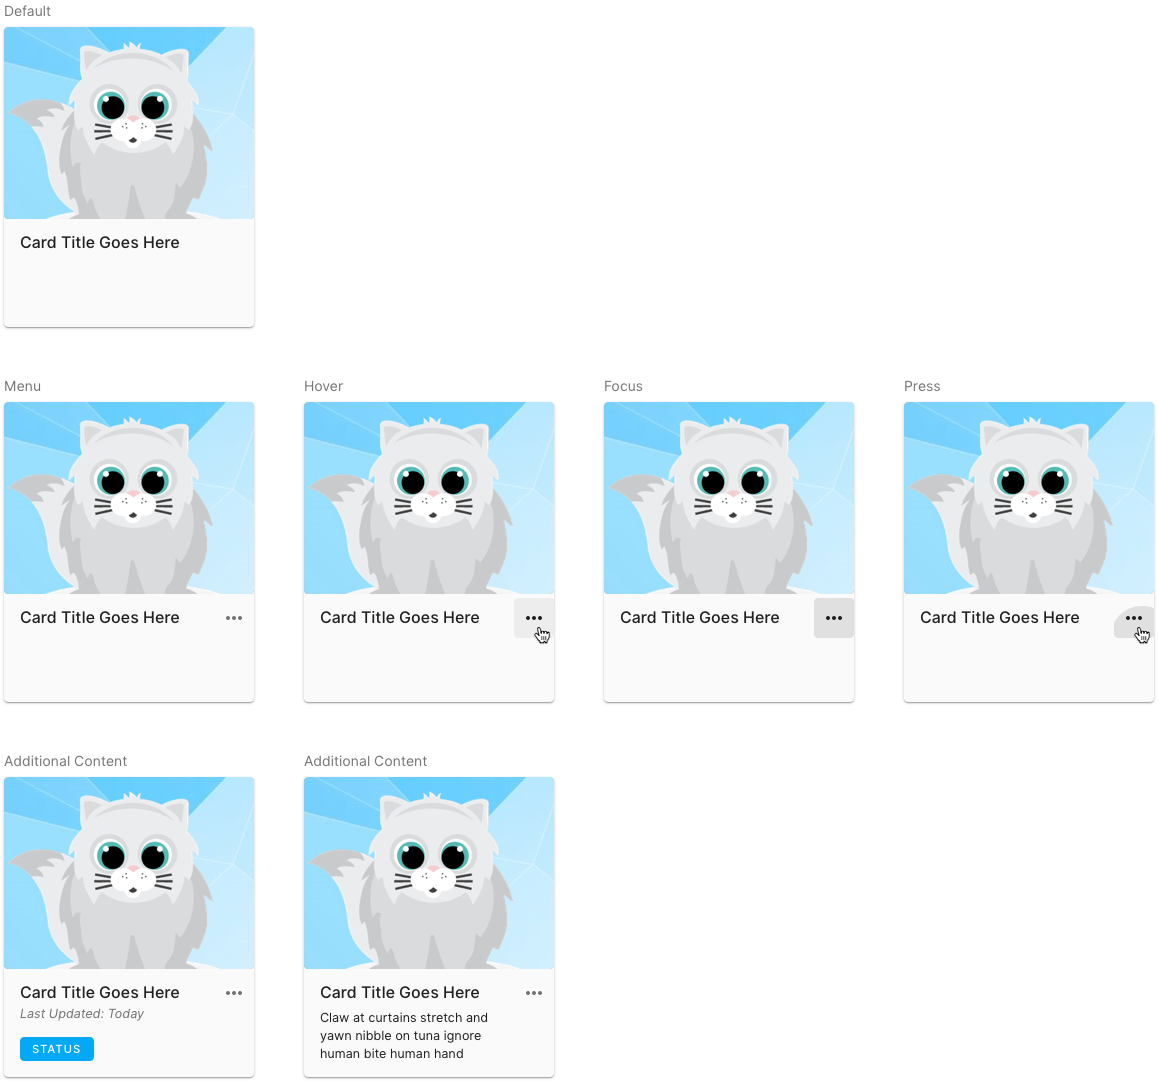 Default
Card Title Goes Here
Menu
Hover
Focus
Press
Card Title Goes Here
Card Title Goes Here
Card Title Goes Here
Card Title Goes Here
Additional Content
Additional Content
Card Title Goes Here
Last Updated: Today
STATUS
Card Title Goes Here
Claw at curtains stretch and
yawn nibble on tuna ignore
human bite human hand